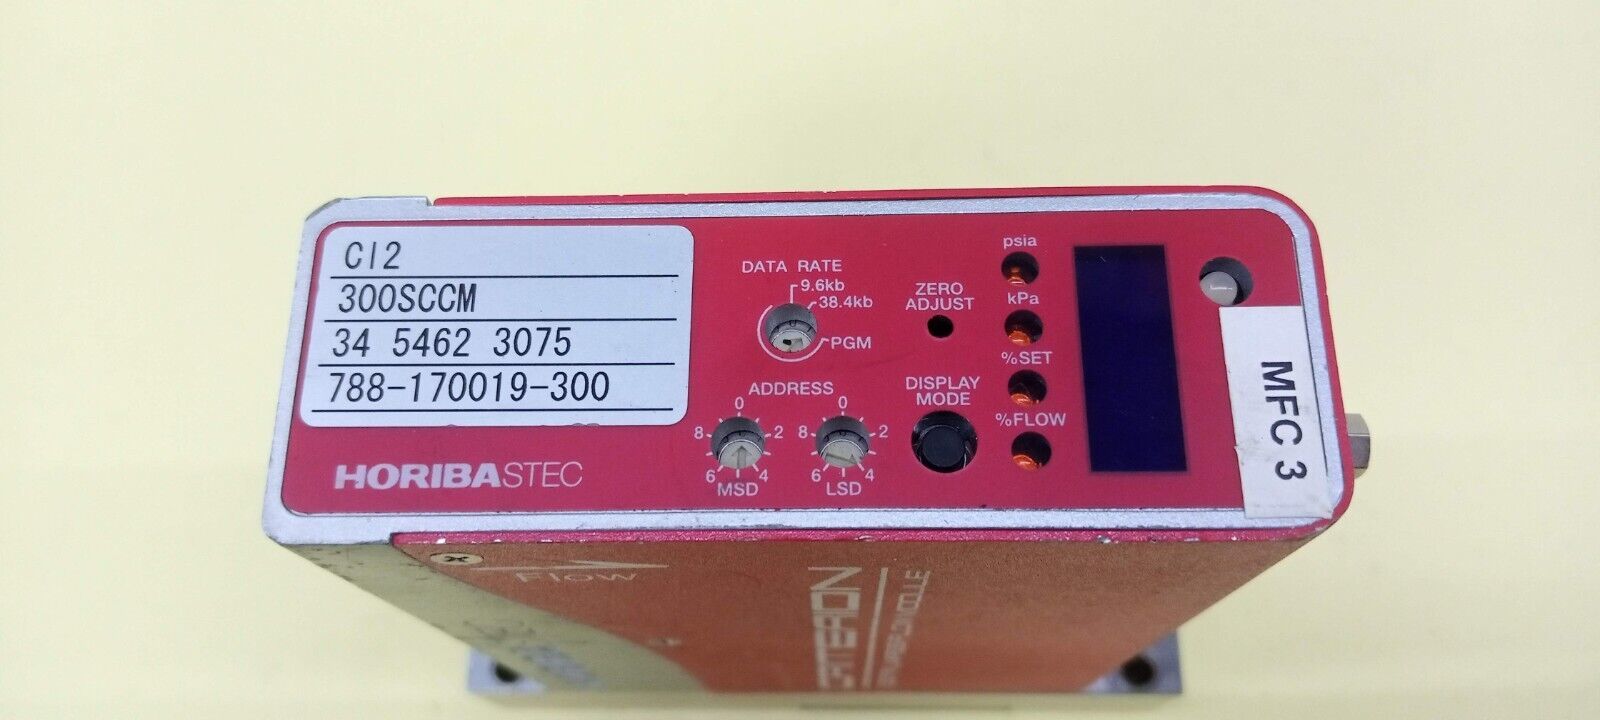 Cl2
300SCCM
34 5462 3075
788-170019-300
HORIBASTEC
DATA RATE
9.6kb
38.4kb
PGM
ADDRESS
0
8 2
6 4
MSD
0
8 2
6 4
LSD
ZERO
ADJUST
DISPLAY
MODE
psia
kPa
%SET
%FLOW
MFC 3
Flow
CRITERION